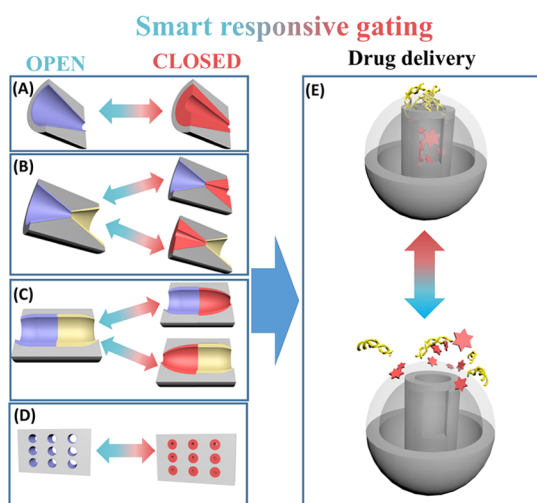 Smart responsive gating
OPEN
CLOSED
Drug delivery
(A)
(B)
(C)
(D)
(E)